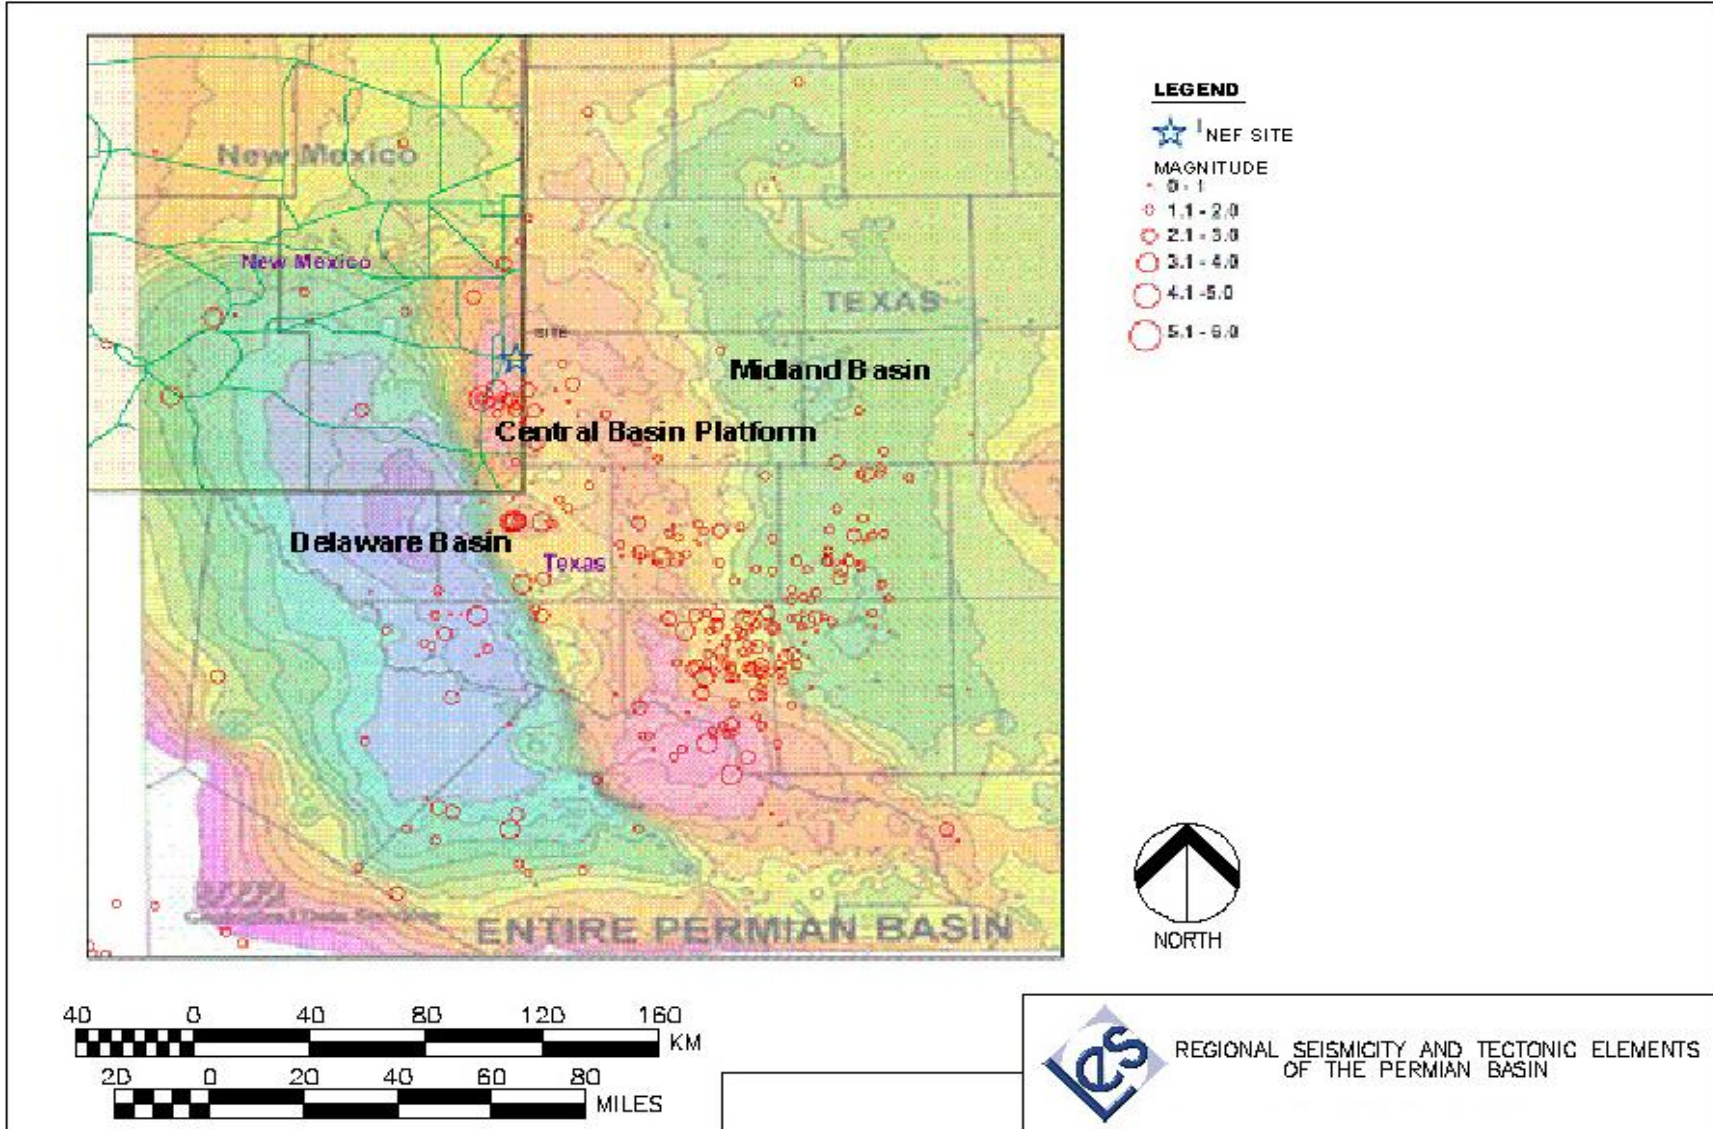 New Mexico
New Mexico
TEXAS
SITE
Midland Basin
Central Basin Platform
Delaware Basin
Texas
ENTIRE PERMIAN BASIN
LEGEND
NEF SITE
MAGNITUDE
0 - 1
1.1 - 2.0
2.1 - 3.0
3.1 - 4.0
4.1 -5.0
5.1 - 6.0
NORTH
40 0 40 80 120 160
KM
20 0 20 40 60 80
MILES
Les
REGIONAL SEISMICITY AND TECTONIC ELEMENTS
OF THE PERMIAN BASIN